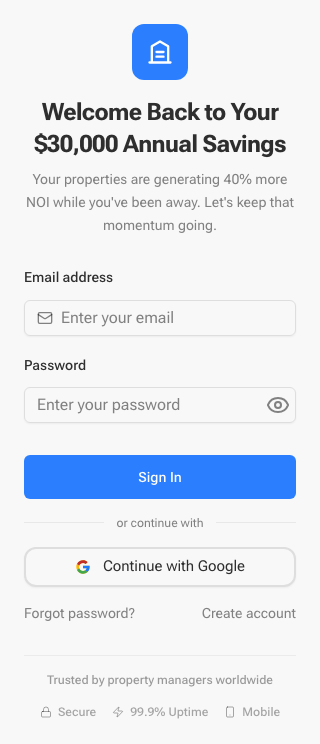 Welcome Back to Your
$30,000 Annual Savings
Your properties are generating 40% more
NOI while you've been away. Let's keep that
momentum going.
Email address
Enter your email
Password
Enter your password
Sign In
or continue with
Continue with Google
Forgot password? Create account
Trusted by property managers worldwide
Secure 99.9% Uptime Mobile